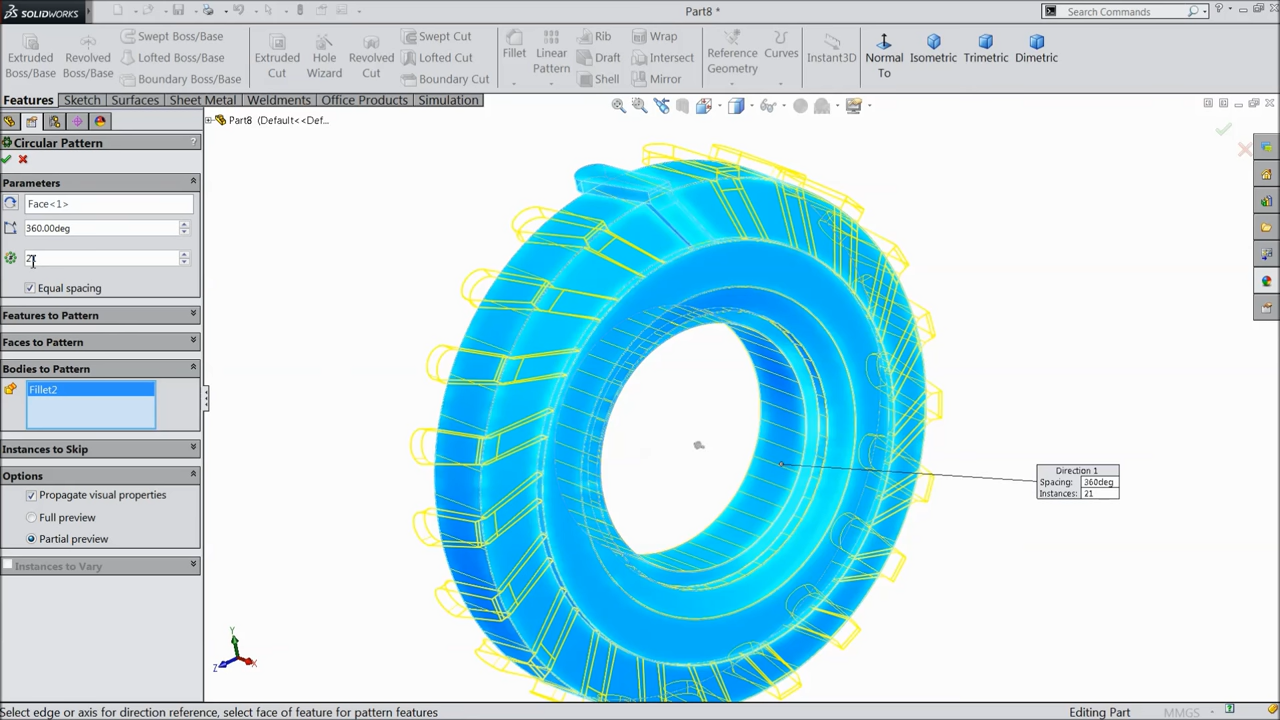 SOLIDWORKS
Part8 *
Search Commands
Extruded Boss/Base
Revolved Boss/Base
Swept Boss/Base
Lofted Boss/Base
Boundary Boss/Base
Extruded Cut
Hole Wizard
Revolved Cut
Swept Cut
Lofted Cut
Boundary Cut
Fillet
Linear Pattern
Rib
Draft
Shell
Wrap
Intersect
Mirror
Reference Geometry
Curves
Instant3D
Normal To
Isometric
Trimetric
Dimetric
Features Sketch Surfaces Sheet Metal Weldments Office Products Simulation
Part8 (Default<<Def...
Circular Pattern
?
Parameters
Face<1>
360.00deg
Equal spacing
Features to Pattern
Faces to Pattern
Bodies to Pattern
Fillet2
Instances to Skip
Options
Propagate visual properties
Full preview
Partial preview
Instances to Vary
Direction 1
Spacing: 360deg
Instances: 21
Y
Z
X
Select edge or axis for direction reference, select face of feature for pattern features
Editing Part
MMGS